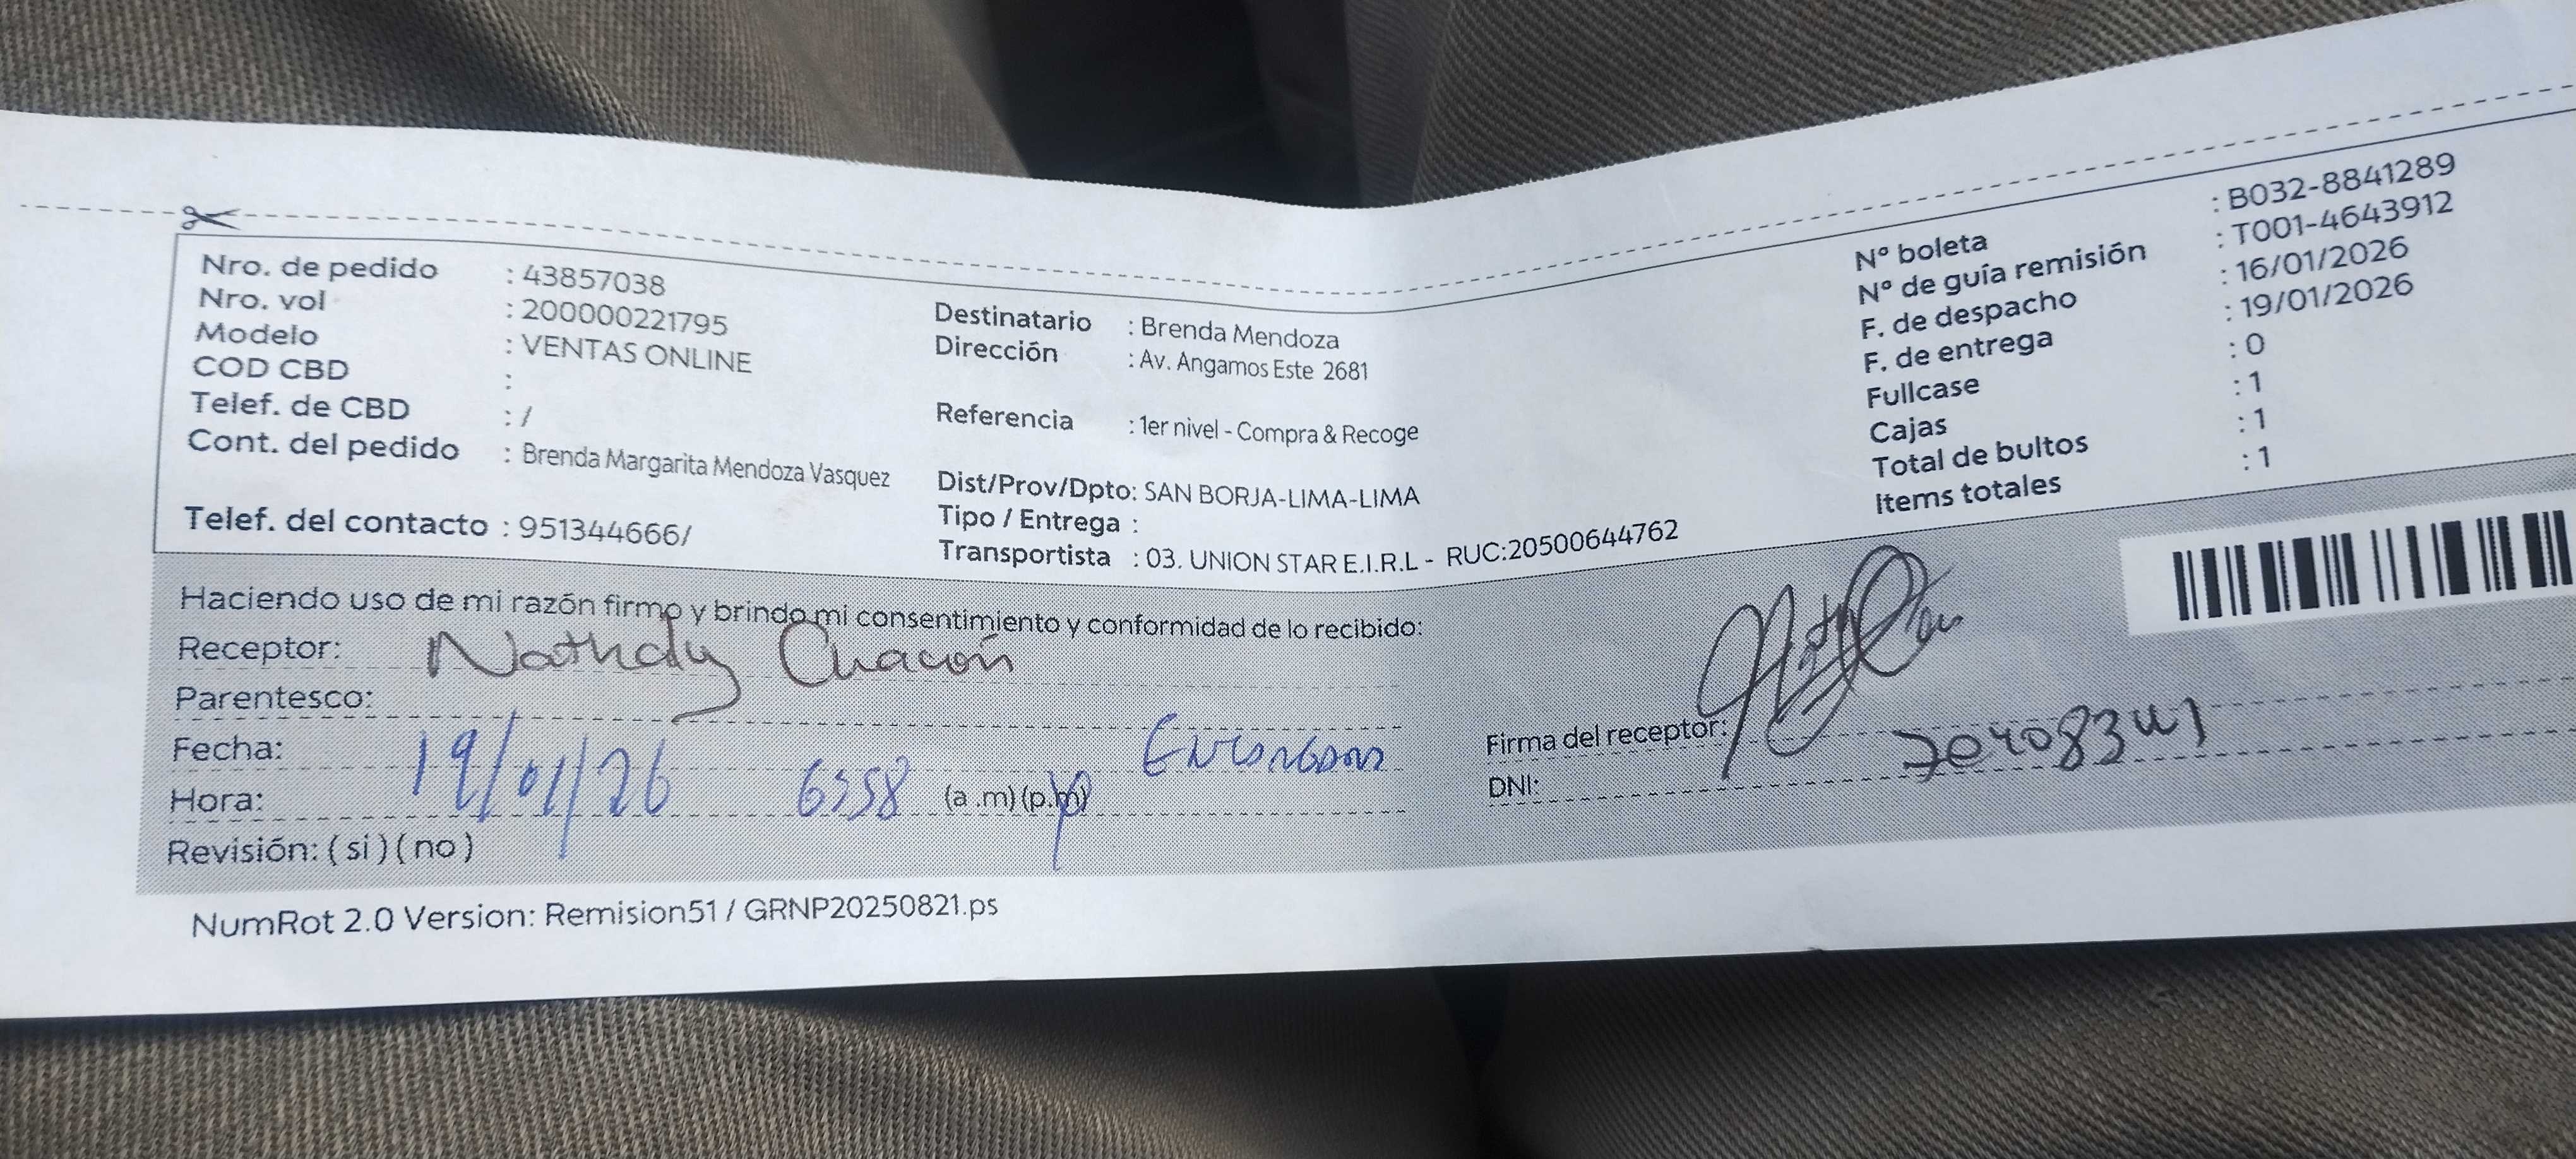 Nro. de pedido : 43857038
Nro. vol : 200000221795
Modelo : VENTAS ONLINE
COD CBD :
Telef. de CBD : /
Cont. del pedido : Brenda Margarita Mendoza Vasquez
Telef. del contacto : 951344666/
Destinatario : Brenda Mendoza
Dirección : Av. Angamos Este 2681
Referencia : 1er nivel - Compra & Recoge
Dist/Prov/Dpto: SAN BORJA-LIMA-LIMA
Tipo / Entrega :
Transportista : 03. UNION STAR E.I.R.L - RUC:20500644762
Nº boleta : B032-8841289
Nº de guía remisión : T001-4643912
F. de despacho : 16/01/2026
F. de entrega : 19/01/2026
Fullcase : 0
Cajas : 1
Total de bultos : 1
Items totales : 1
Haciendo uso de mi razón firmo y brindo mi consentimiento y conformidad de lo recibido:
Receptor: Nathaly Chacón
Parentesco:
Fecha: 19/01/26
Hora: (a .m) (p.m)
Revisión: ( si ) ( no )
Firma del receptor:
DNI:
NumRot 2.0 Version: Remision51 / GRNP20250821.ps